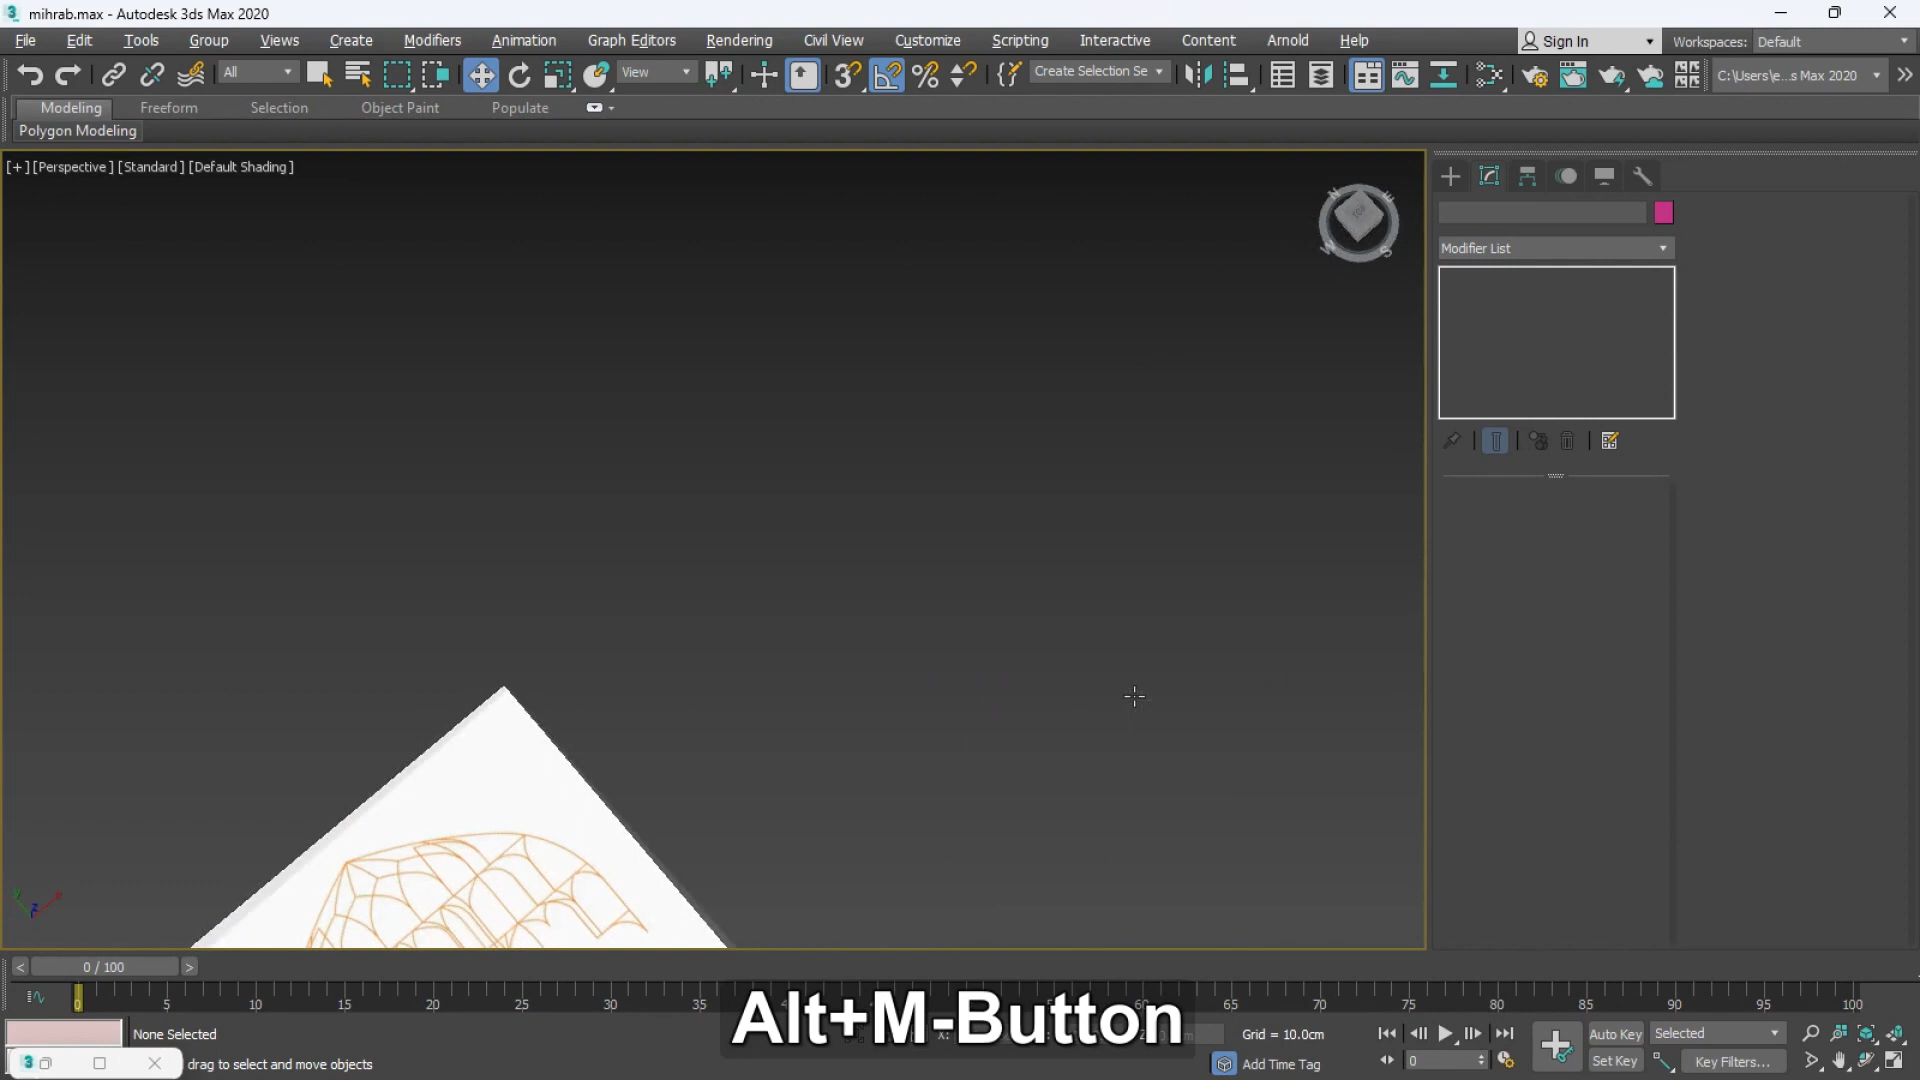 mihrab.max - Autodesk 3ds Max 2020
File Edit Tools Group Views Create Modifiers Animation Graph Editors Rendering Civil View Customize Scripting Interactive Content Arnold Help Sign In Workspaces: Default
All View Create Selection Se C:\Users\e...s Max 2020
Modeling Freeform Selection Object Paint Populate
Polygon Modeling
[+] [Perspective] [Standard] [Default Shading]
N E
TOP
W S
Modifier List
y x
z
< 0 / 100 >
0 5 10 15 20 25 30 35 60 65 70 75 80 85 90 95 100
None Selected X: Grid = 10.0cm Auto Key Selected
drag to select and move objects Add Time Tag 0 Set Key Key Filters...
Alt+M-Button